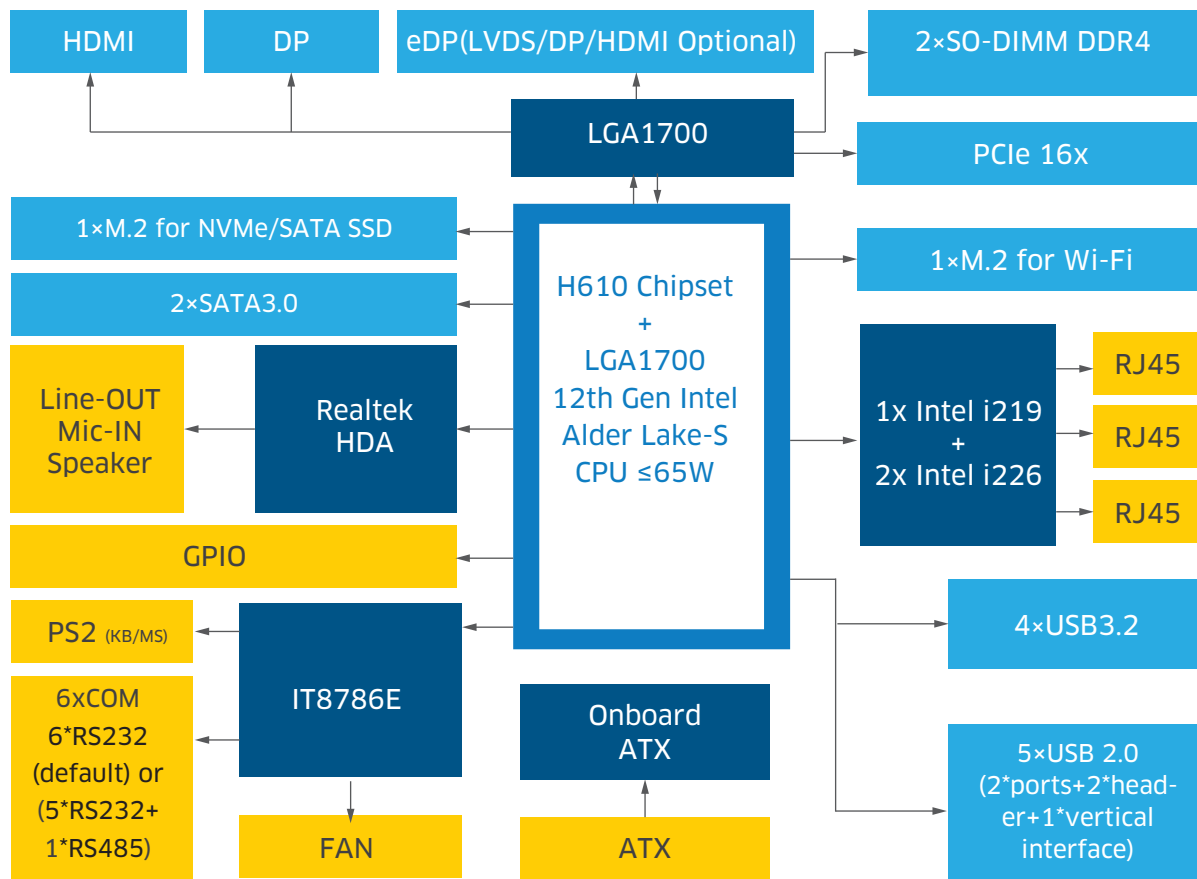 HDMI
DP
eDP(LVDS/DP/HDMI Optional)
2×SO-DIMM DDR4
LGA1700
PCIe 16x
1×M.2 for NVMe/SATA SSD
1×M.2 for Wi-Fi
2×SATA3.0
H610 Chipset
+
LGA1700
12th Gen Intel
Alder Lake-S
CPU ≤65W
Line-OUT
Mic-IN
Speaker
Realtek
HDA
1x Intel i219
+
2x Intel i226
RJ45
RJ45
RJ45
GPIO
PS2 (KB/MS)
IT8786E
4×USB3.2
6xCOM
6*RS232
(default) or
(5*RS232+
1*RS485)
Onboard
ATX
5×USB 2.0
(2*ports+2*head-
er+1*vertical
interface)
FAN
ATX